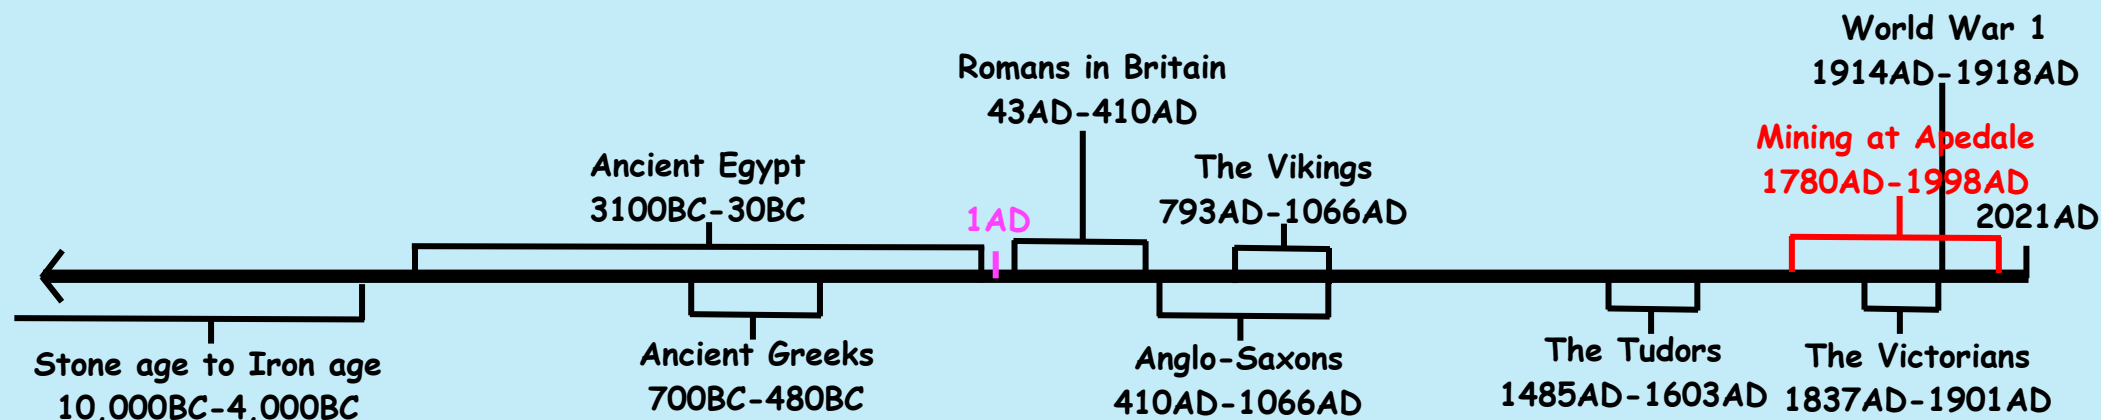 World War 1
1914AD-1918AD
Romans in Britain
43AD-410AD
Mining at Apedale
1780AD-1998AD
Ancient Egypt
3100BC-30BC
The Vikings
793AD-1066AD
1AD
2021AD
Stone age to Iron age
10,000BC-4,000BC
Ancient Greeks
700BC-480BC
Anglo-Saxons
410AD-1066AD
The Tudors
1485AD-1603AD
The Victorians
1837AD-1901AD